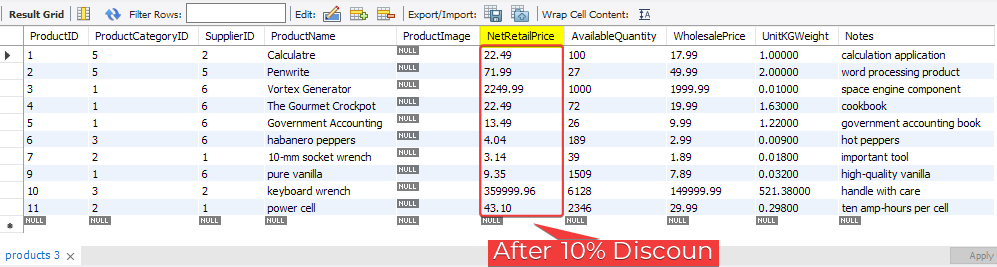 Result Grid Filter Rows: Edit: Export/Import: Wrap Cell Content: IA
ProductID ProductCategoryID SupplierID ProductName ProductImage NetRetailPrice AvailableQuantity WholesalePrice UnitKGWeight Notes
1 5 2 Calculatre NULL 22.49 100 17.99 1.00000 calculation application
2 5 5 Penwrite NULL 71.99 27 49.99 2.00000 word processing product
3 1 6 Vortex Generator NULL 2249.99 1000 1999.99 0.01000 space engine component
4 1 6 The Gourmet Crockpot NULL 22.49 72 19.99 1.63000 cookbook
5 1 6 Government Accounting NULL 13.49 26 9.99 1.22000 government accounting book
6 3 6 habanero peppers NULL 4.04 189 2.99 0.00900 hot peppers
7 2 1 10-mm socket wrench NULL 3.14 39 1.89 0.01800 important tool
9 1 6 pure vanilla NULL 9.35 1509 7.89 0.03200 high-quality vanilla
10 3 2 keyboard wrench NULL 359999.96 6128 149999.99 521.38000 handle with care
11 2 1 power cell NULL 43.10 2346 29.99 0.29800 ten amp-hours per cell
NULL NULL NULL NULL NULL NULL NULL NULL NULL NULL
After 10% Discoun
products 3 × Apply